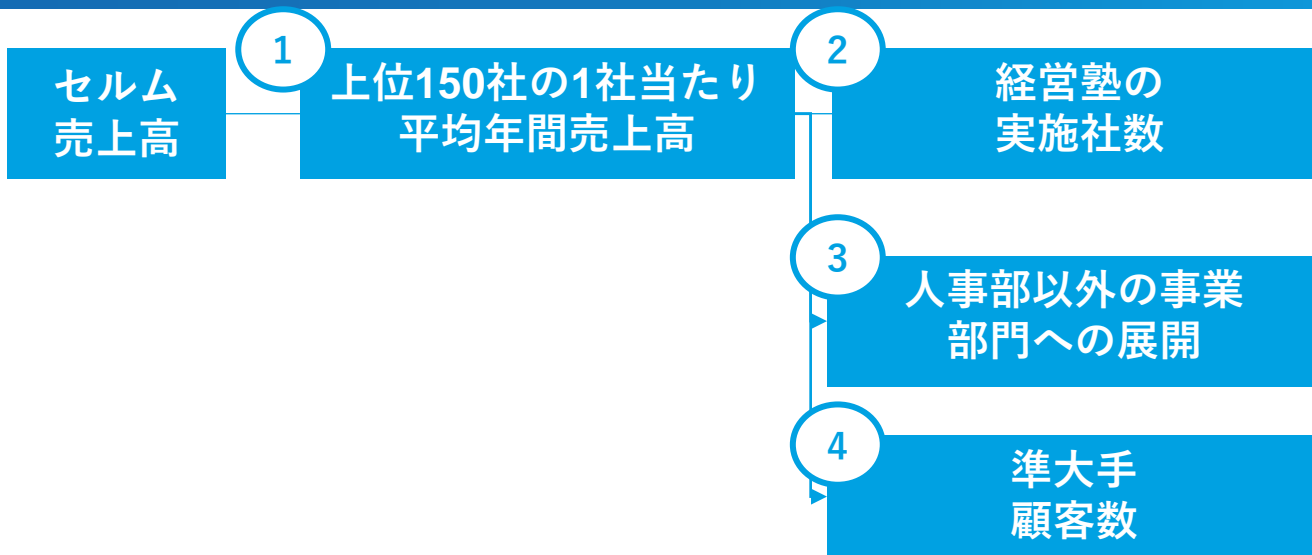 セルム
売上高
1
上位150社の1社当たり
平均年間売上高
2
経営塾の
実施社数
3
人事部以外の事業
部門への展開
4
準大手
顧客数